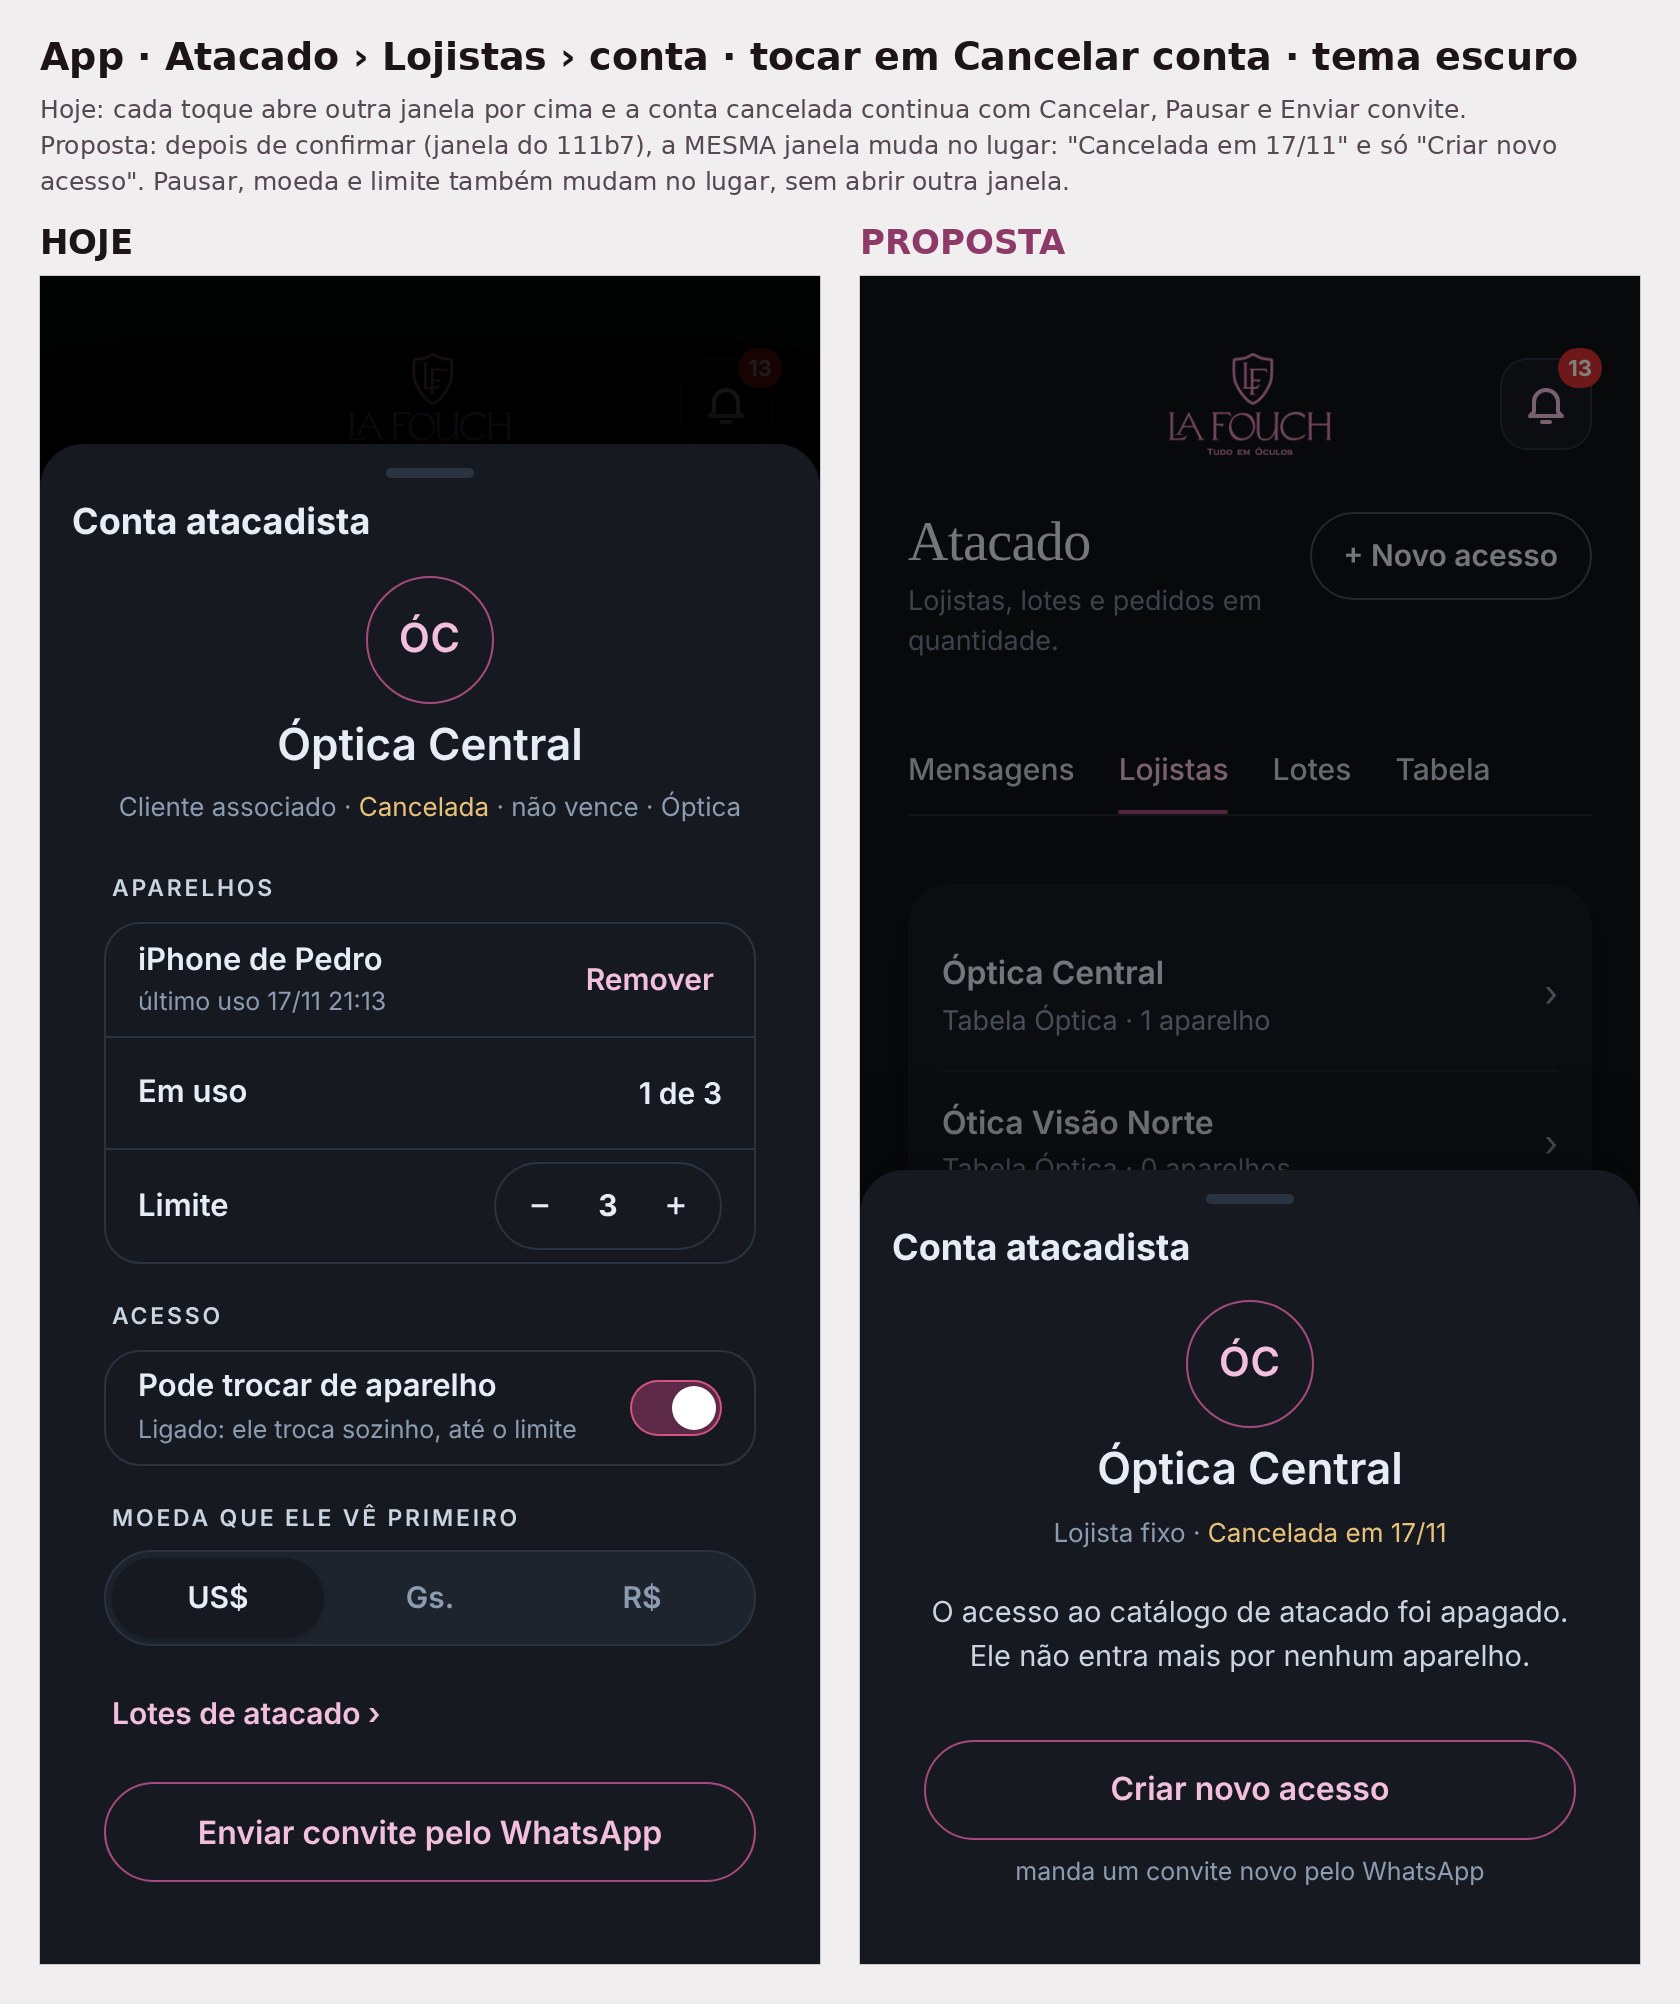 App · Atacado › Lojistas › conta · tocar em Cancelar conta · tema escuro
Hoje: cada toque abre outra janela por cima e a conta cancelada continua com Cancelar, Pausar e Enviar convite.
Proposta: depois de confirmar (janela do 111b7), a MESMA janela muda no lugar: "Cancelada em 17/11" e só "Criar novo
acesso". Pausar, moeda e limite também mudam no lugar, sem abrir outra janela.
HOJE
LF
13
LA FOUCH
Conta atacadista
ÓC
Óptica Central
Cliente associado · Cancelada · não vence · Óptica
APARELHOS
iPhone de Pedro
Remover
último uso 17/11 21:13
Em uso
1 de 3
Limite
− 3 +
ACESSO
Pode trocar de aparelho
Ligado: ele troca sozinho, até o limite
MOEDA QUE ELE VÊ PRIMEIRO
US$ Gs. R$
Lotes de atacado ›
Enviar convite pelo WhatsApp
PROPOSTA
LF
13
LA FOUCH
TUDO EM ÓCULOS
Atacado
+ Novo acesso
Lojistas, lotes e pedidos em
quantidade.
Mensagens Lojistas Lotes Tabela
Óptica Central
Tabela Óptica · 1 aparelho
›
Ótica Visão Norte
›
Tabela Óptica · 0 aparelhos
Conta atacadista
ÓC
Óptica Central
Lojista fixo · Cancelada em 17/11
O acesso ao catálogo de atacado foi apagado.
Ele não entra mais por nenhum aparelho.
Criar novo acesso
manda um convite novo pelo WhatsApp